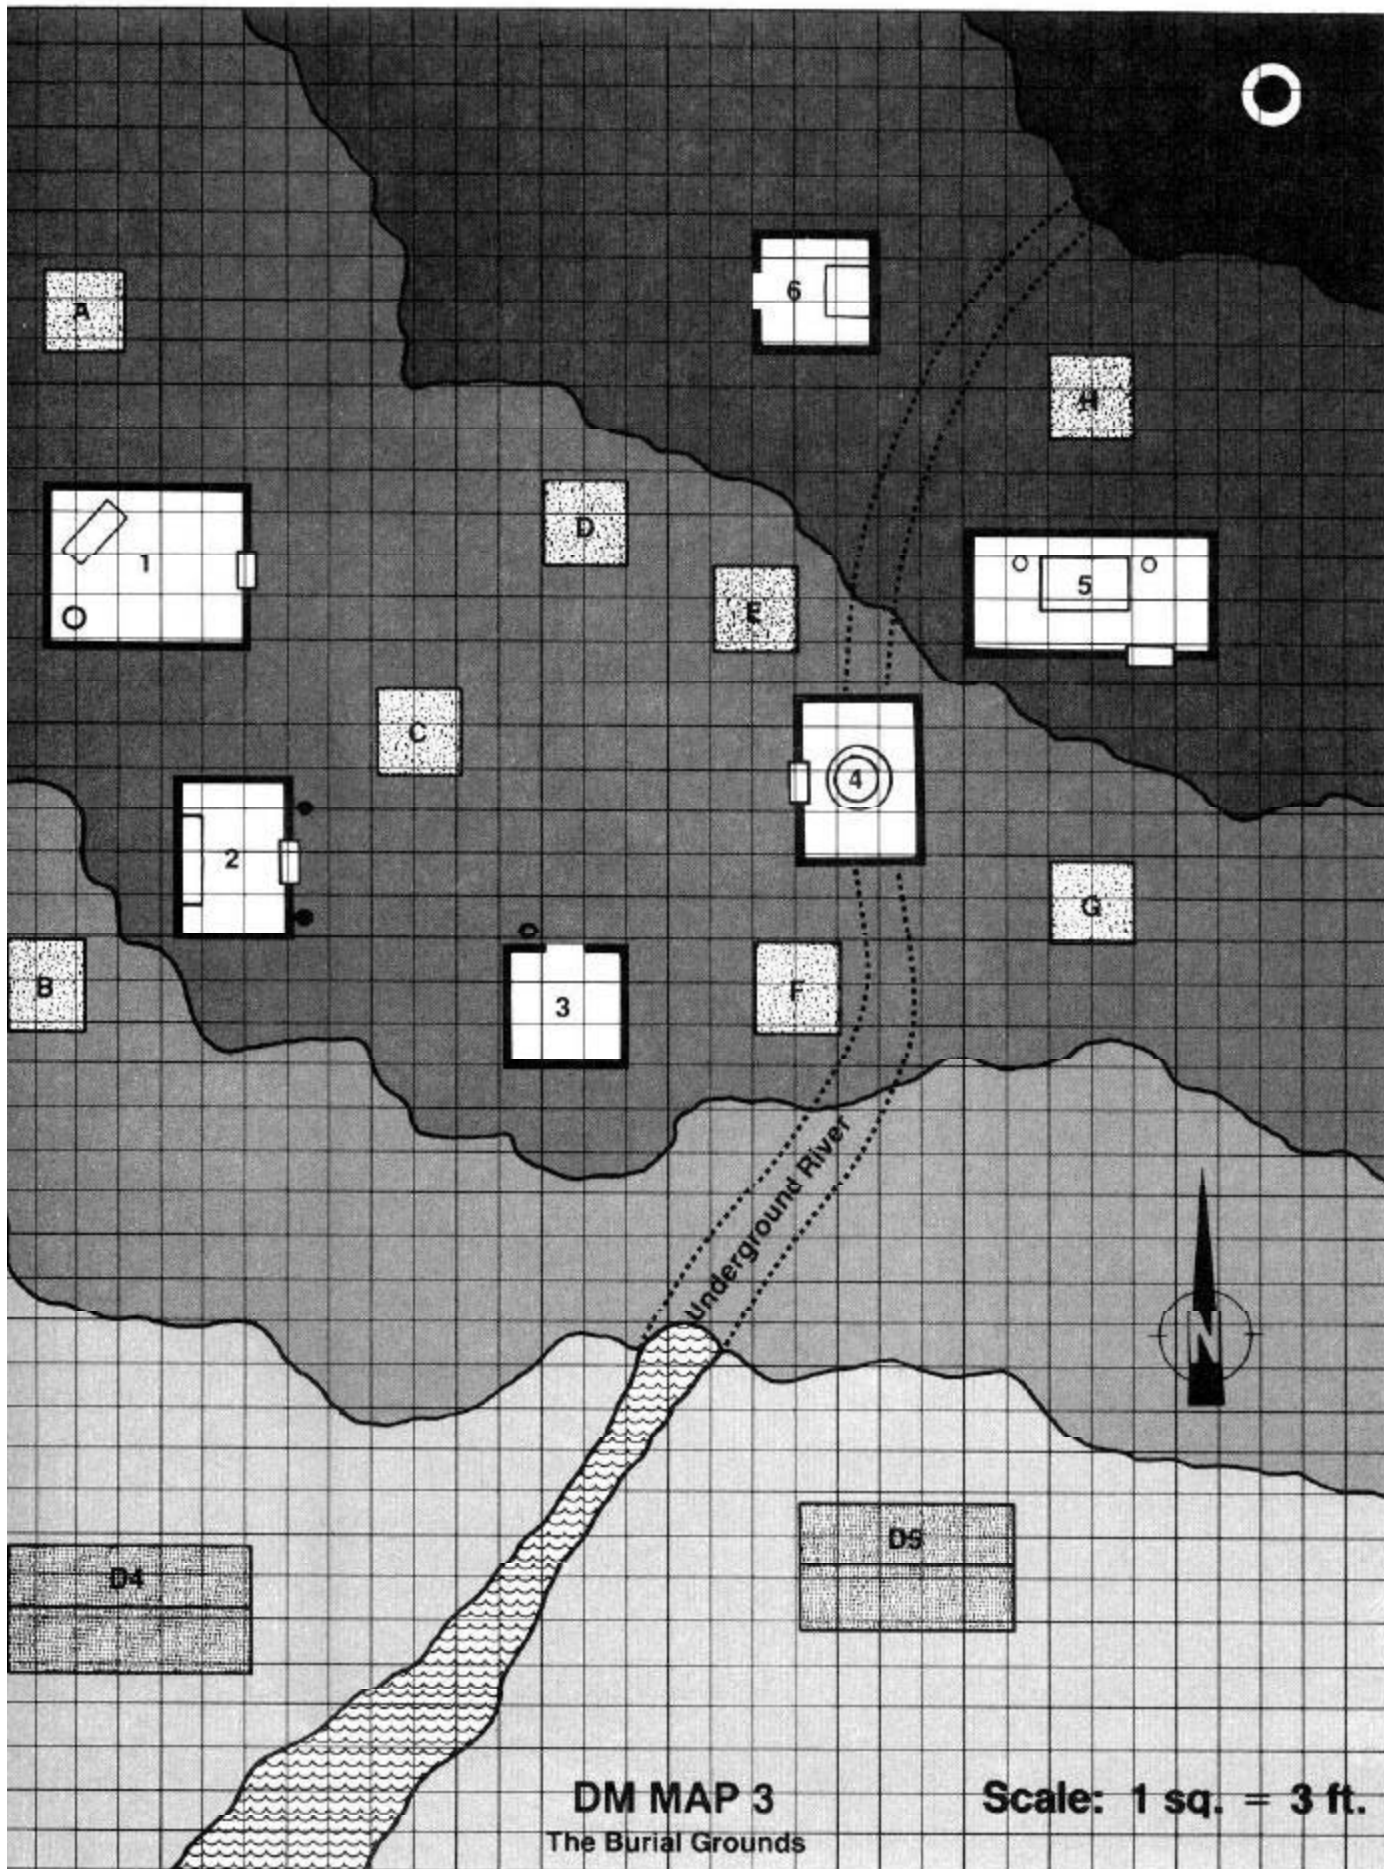 6
A
H
D
1
5
E
C
4
2
G
3
F
B
Underground River
N
D5
D4
DM MAP 3
Scale: 1 sq. = 3 ft.
The Burial Grounds